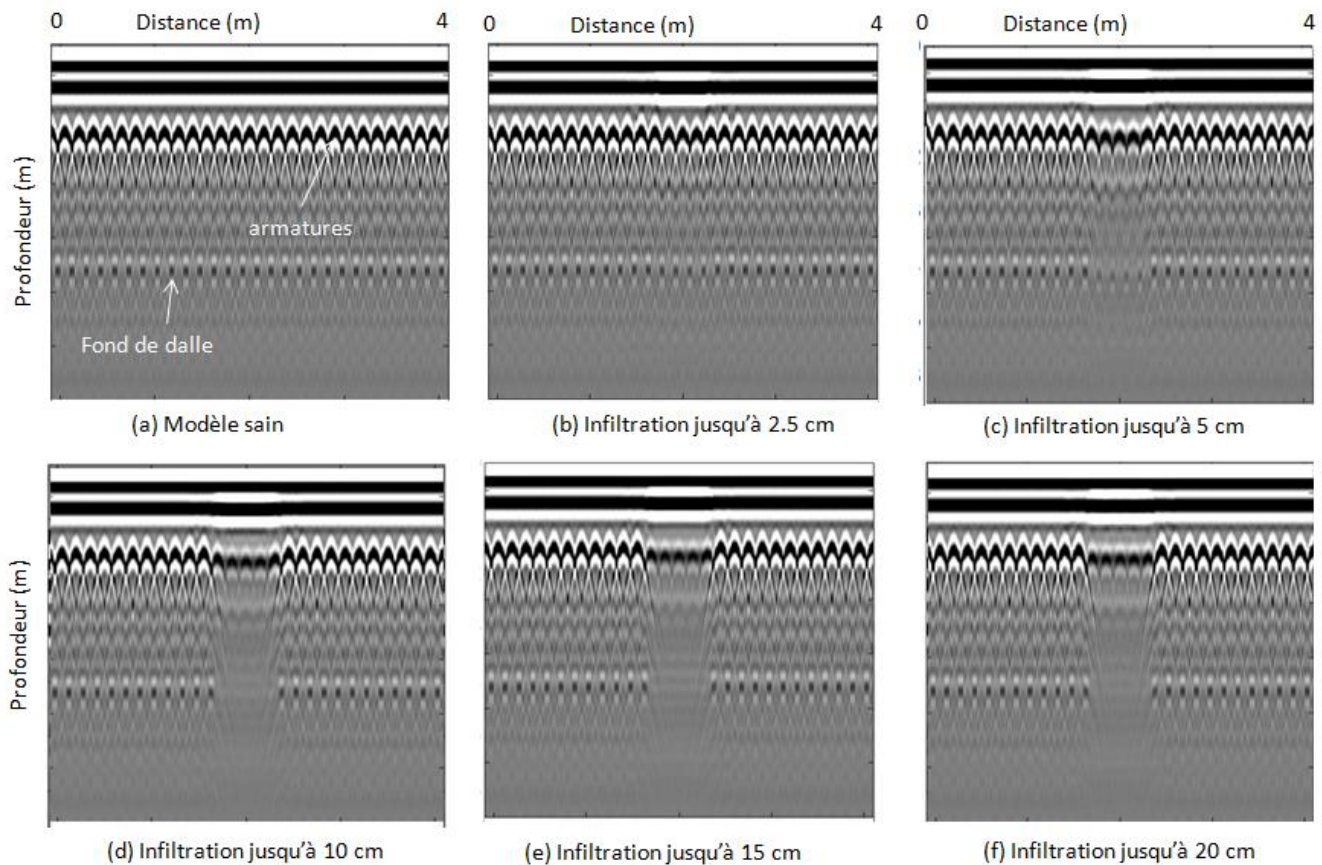 0 Distance (m) 4
0 Distance (m) 4
0 Distance (m) 4
Profondeur (m)
armatures
Fond de dalle
(a) Modèle sain
(b) Infiltration jusqu'à 2.5 cm
(c) Infiltration jusqu'à 5 cm
Profondeur (m)
(d) Infiltration jusqu'à 10 cm
(e) Infiltration jusqu'à 15 cm
(f) Infiltration jusqu'à 20 cm